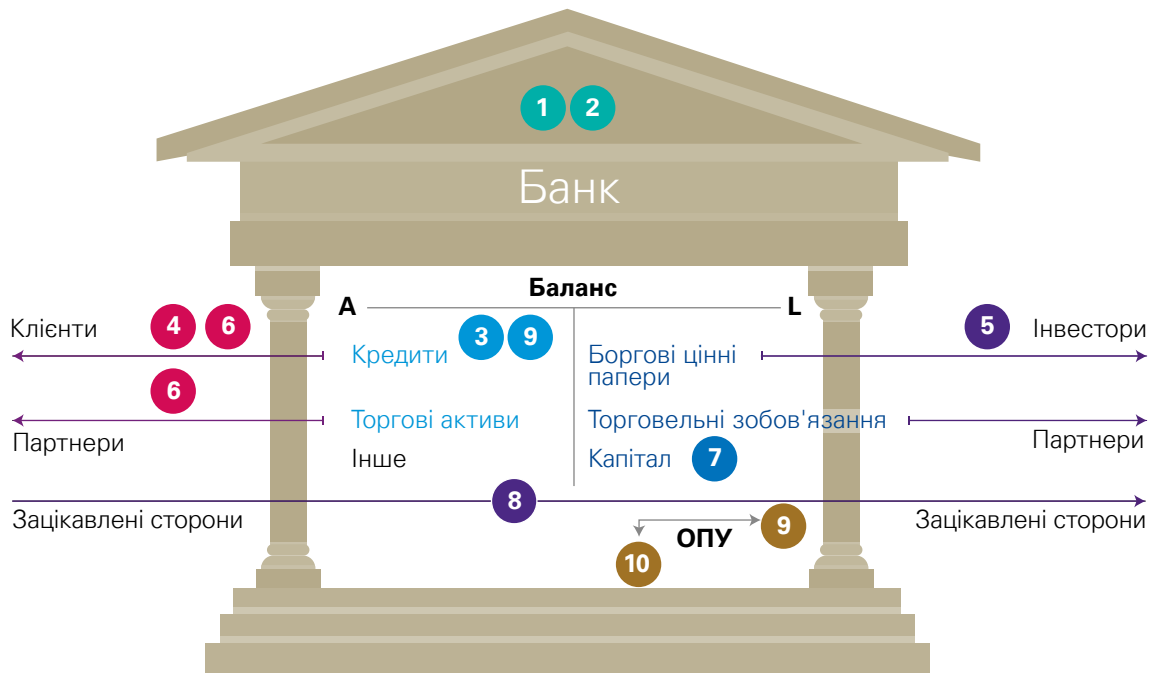 1 2
Банк
Баланс
A L
Клієнти 4 6 3 9 5 Інвестори
Кредити Боргові цінні
папери
6
Торгові активи Торговельні зобов'язання
Партнери Партнери
Інше Капітал 7
8
Зацікавлені сторони Зацікавлені сторони
ОПУ 9
10